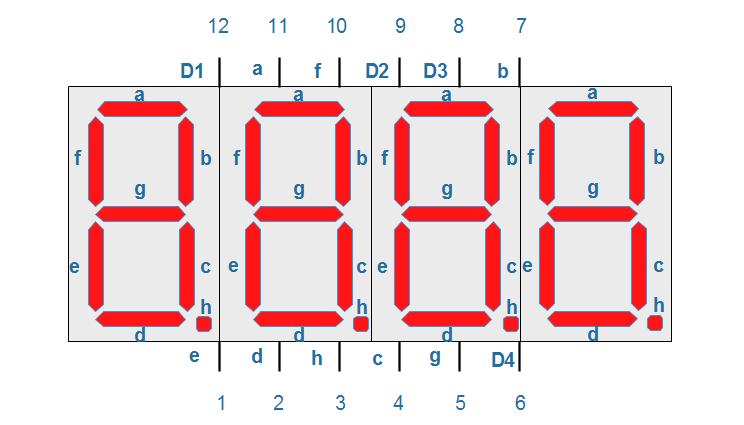 12 11 10 9 8 7
D1 a f D2 D3 b
a a a a
f b f b f b f b
g g g g
e c e c e c e c
h h h h
d d d d
e d h c g D4
1 2 3 4 5 6